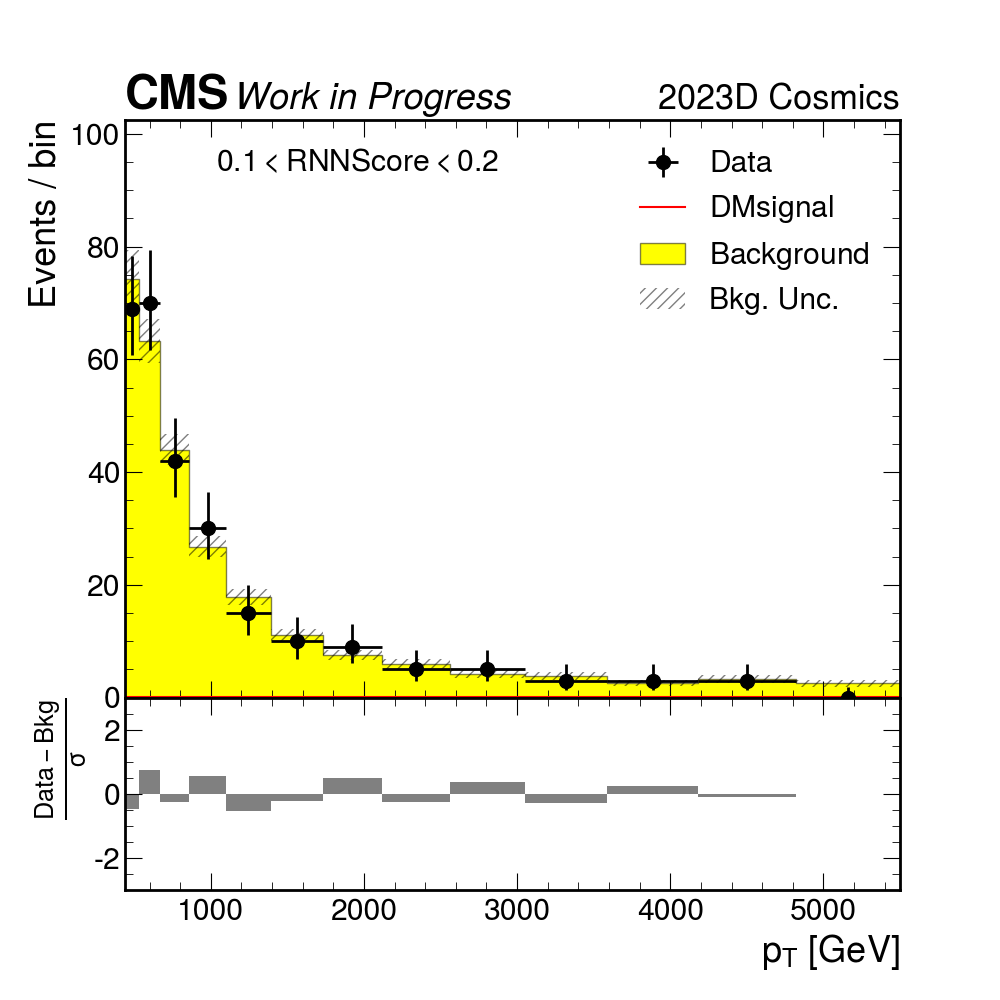 CMS Work in Progress 2023D Cosmics
Events / bin
100
80
60
40
20
0
0.1 < RNNScore < 0.2
Data
DMsignal
Background
Bkg. Unc.
Data – Bkg
σ
2
0
-2
1000 2000 3000 4000 5000
pT [GeV]